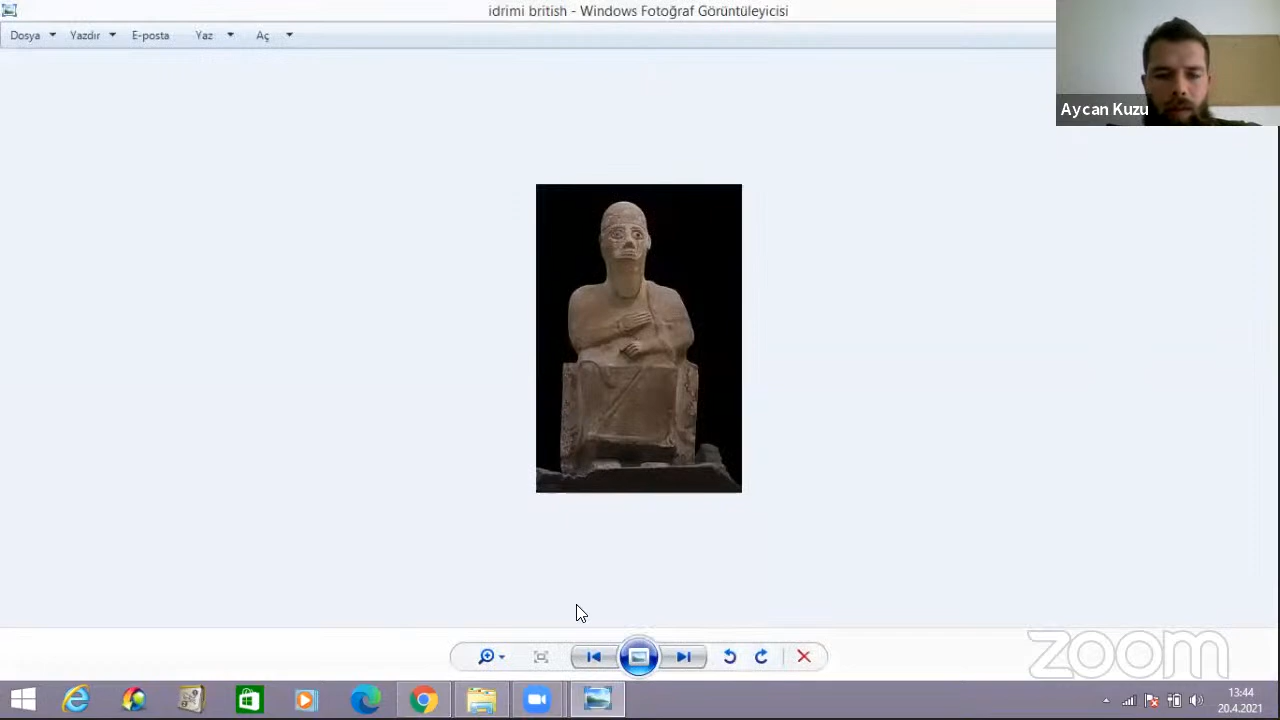 idrimi british - Windows Fotoğraf Görüntüleyicisi
Dosya Yazdır E-posta Yaz Aç
Aycan Kuzu
zoom
13:44
20.4.2021